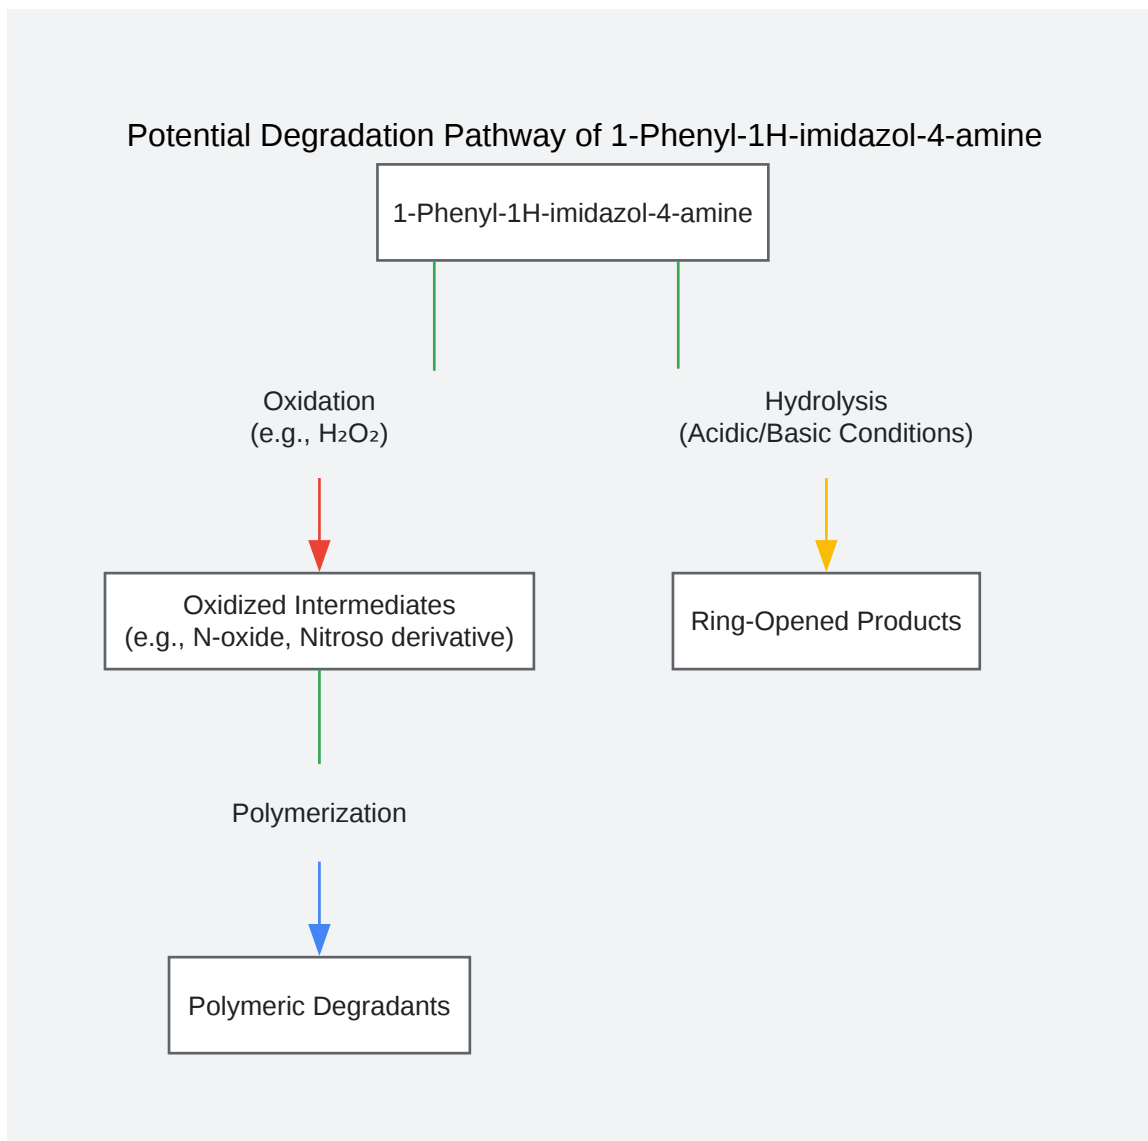 Potential Degradation Pathway of 1-Phenyl-1H-imidazol-4-amine
1-Phenyl-1H-imidazol-4-amine
Oxidation
(e.g., H₂O₂)
Hydrolysis
(Acidic/Basic Conditions)
Oxidized Intermediates
(e.g., N-oxide, Nitroso derivative)
Ring-Opened Products
Polymerization
Polymeric Degradants